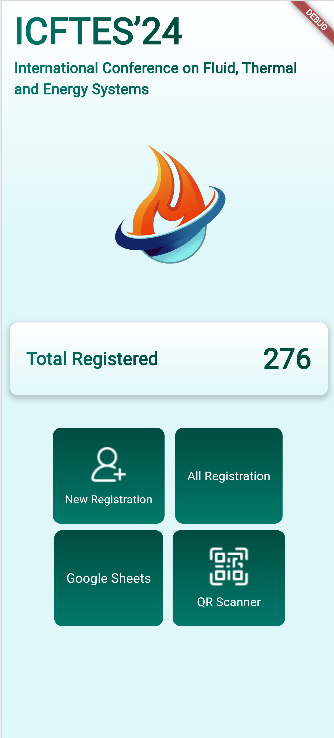 ICFTES’24
DEBUG
International Conference on Fluid, Thermal
and Energy Systems
Total Registered
276
New Registration
All Registration
Google Sheets
QR Scanner